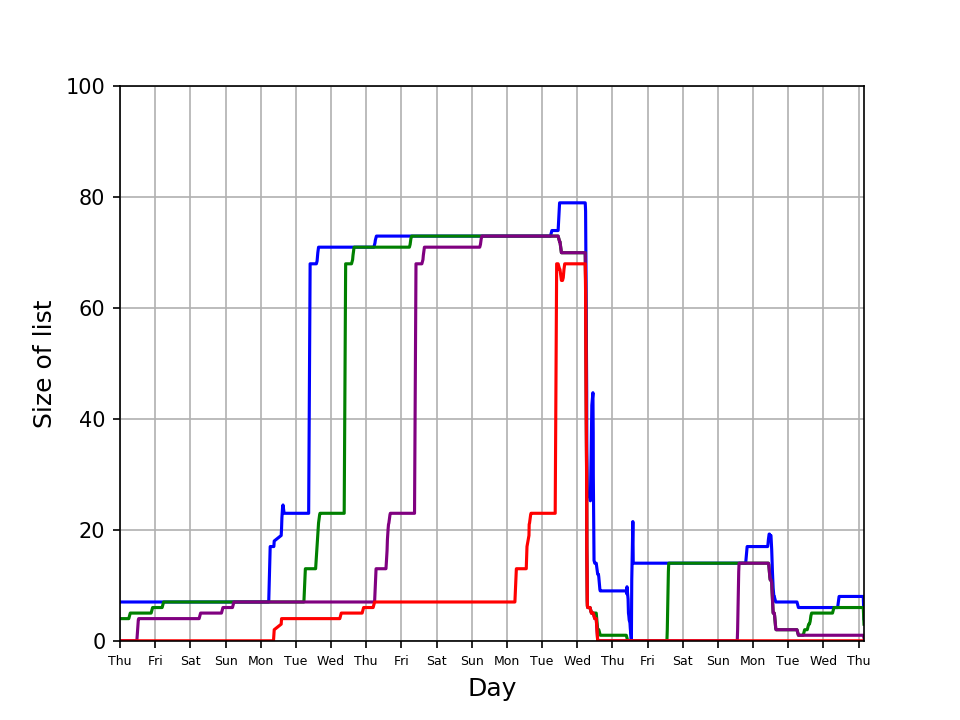 100
80
60
40
20
0
Size of list
Thu Fri Sat Sun Mon Tue Wed Thu Fri Sat Sun Mon Tue Wed Thu Fri Sat Sun Mon Tue Wed Thu
Day